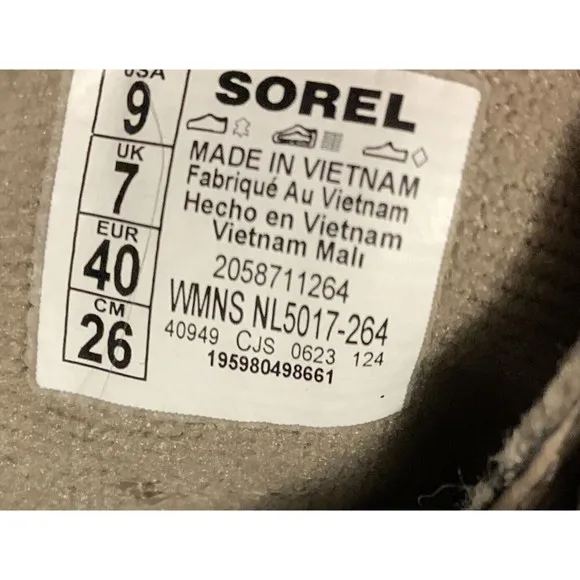 USA
9
UK
7
EUR
40
CM
26
SOREL
MADE IN VIETNAM
Fabriqué Au Vietnam
Hecho en Vietnam
Vietnam Malı
2058711264
WMNS NL5017-264
40949 CJS 0623 124
195980498661